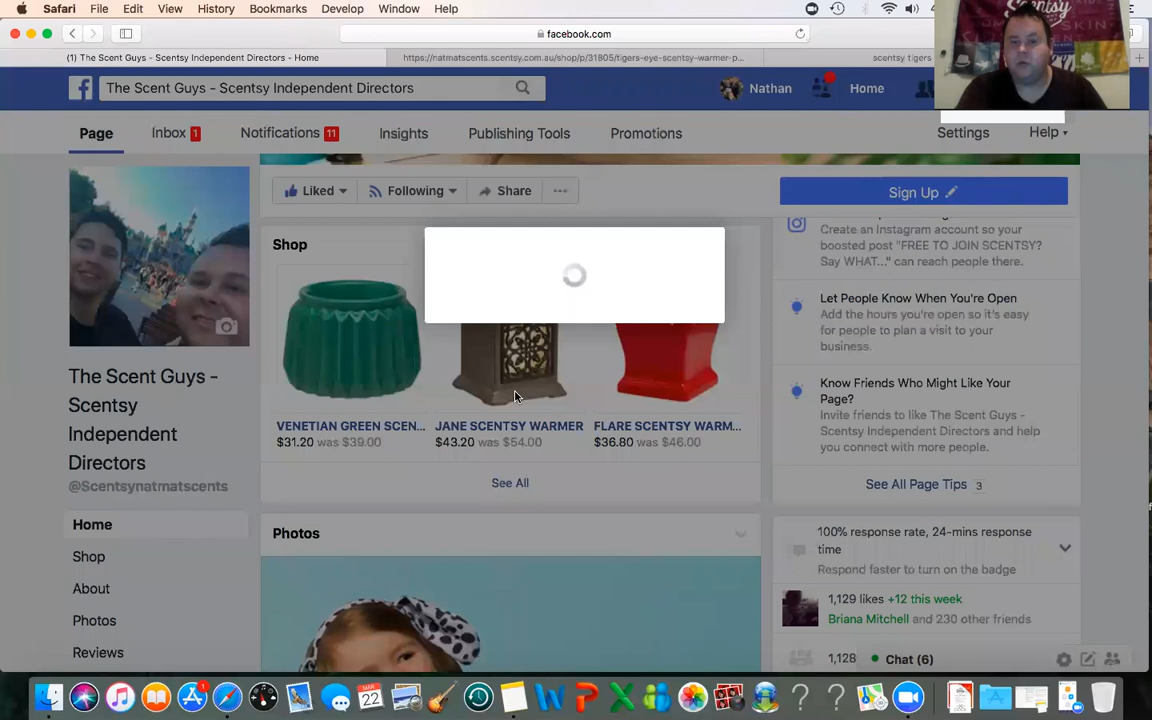 Safari File Edit View History Bookmarks Develop Window Help
facebook.com
(1) The Scent Guys - Scentsy Independent Directors - Home
https://natmatscents.scentsy.com.au/shop/p/31805/tigers-eye-scentsy-warmer-p...
scentsy tigers
Scentsy
SKIN
The Scent Guys - Scentsy Independent Directors
Nathan
Home
Page
Inbox 1
Notifications 11
Insights
Publishing Tools
Promotions
Settings
Help
Liked
Following
Share
Sign Up
Shop
VENETIAN GREEN SCEN...
$31.20 was $39.00
JANE SCENTSY WARMER
$43.20 was $54.00
FLARE SCENTSY WARM...
$36.80 was $46.00
See All
Photos
The Scent Guys -
Scentsy
Independent
Directors
@Scentsynatmatscents
Home
Shop
About
Photos
Reviews
Create an Instagram account so your
boosted post "FREE TO JOIN SCENTSY?
Say WHAT..." can reach people there.
Let People Know When You're Open
Add the hours you're open so it's easy
for people to plan a visit to your
business.
Know Friends Who Might Like Your
Page?
Invite friends to like The Scent Guys -
Scentsy Independent Directors and help
you connect with more people.
See All Page Tips 3
100% response rate, 24-mins response
time
Respond faster to turn on the badge
1,129 likes +12 this week
Briana Mitchell and 230 other friends
1,128
Chat (6)
MAR
22